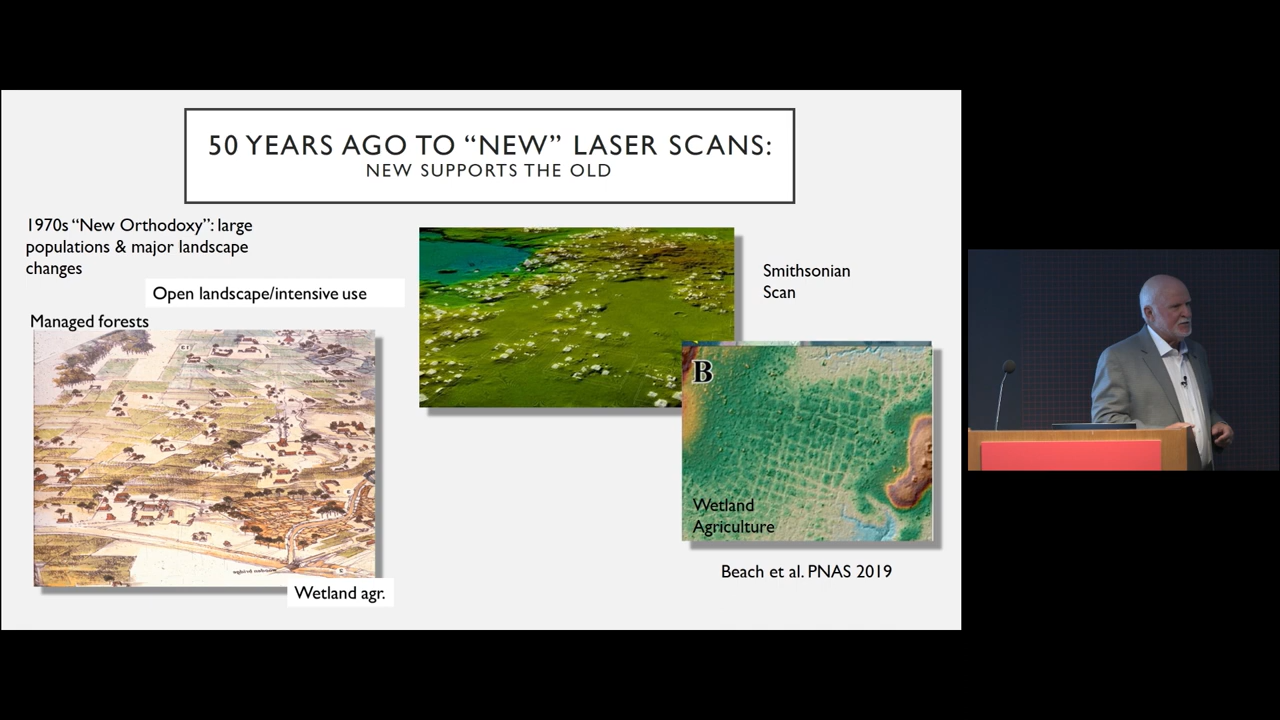 50 YEARS AGO TO “NEW” LASER SCANS:
NEW SUPPORTS THE OLD
1970s “New Orthodoxy”: large
populations & major landscape
changes
Open landscape/intensive use
Managed forests
Wetland agr.
Smithsonian
Scan
B
Wetland
Agriculture
Beach et al. PNAS 2019